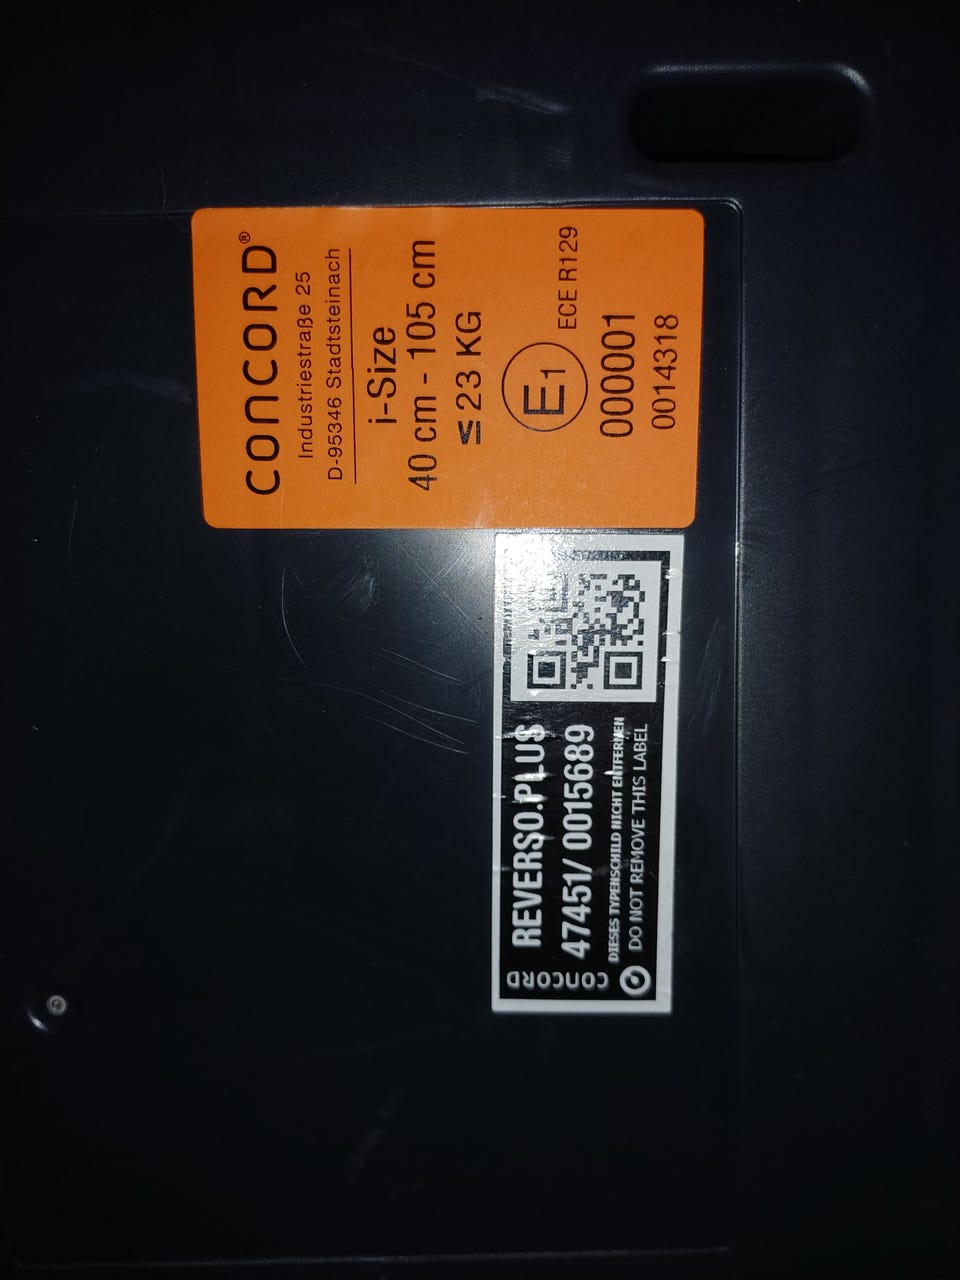 CONCORD®
Industriestraße 25
D-95346 Stadtsteinach
i-Size
40 cm - 105 cm
≤ 23 KG
E1
ECE R129
000001
0014318
CONCORD
REVERSO.PLUS
47451/ 0015689
DIESES TYPENSCHILD NICHT ENTFERNEN
DO NOT REMOVE THIS LABEL